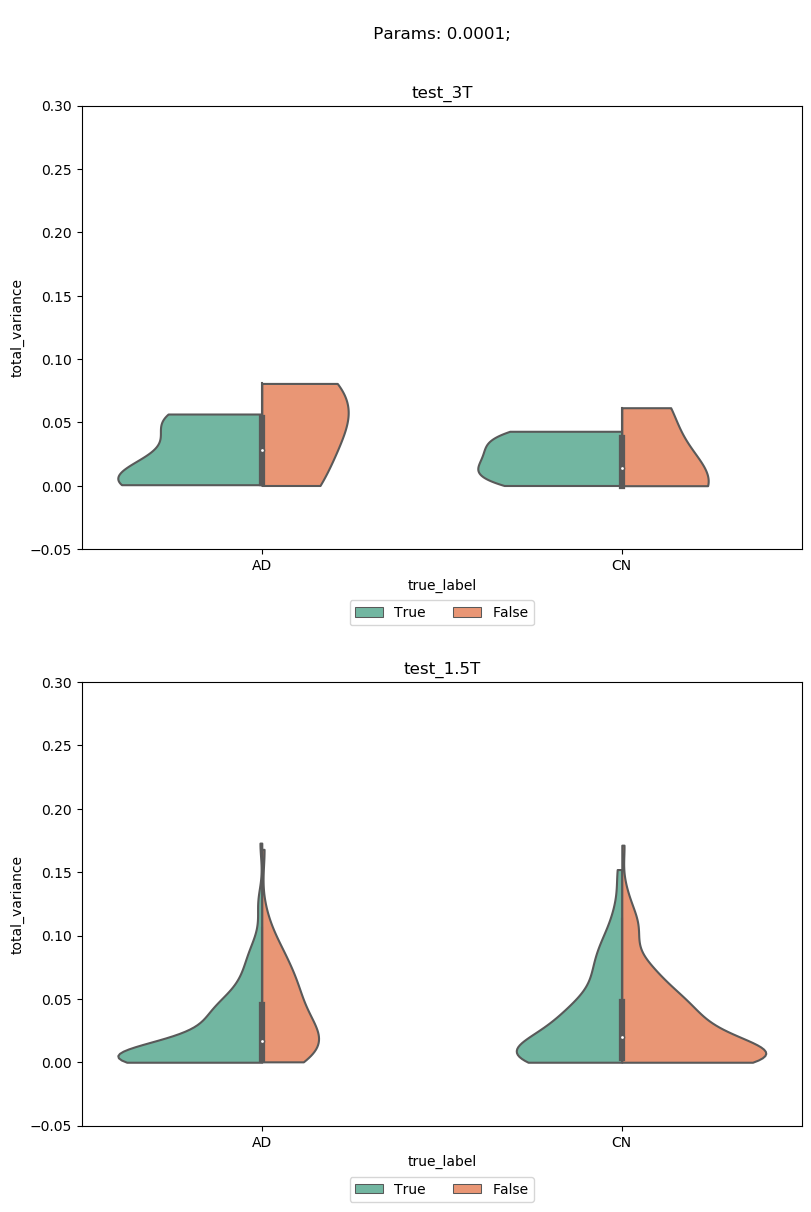 Params: 0.0001;
test_3T
0.30
0.25
0.20
0.15
0.10
0.05
0.00
−0.05
total_variance
AD CN
true_label
True False
test_1.5T
0.30
0.25
0.20
0.15
0.10
0.05
0.00
−0.05
total_variance
AD CN
true_label
True False